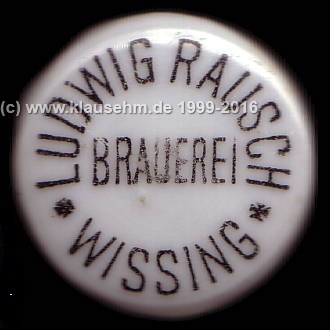 LUDWIG RAUSCH
(c) www.klausehm.de 1999-2016
BRAUEREI
* WISSING *